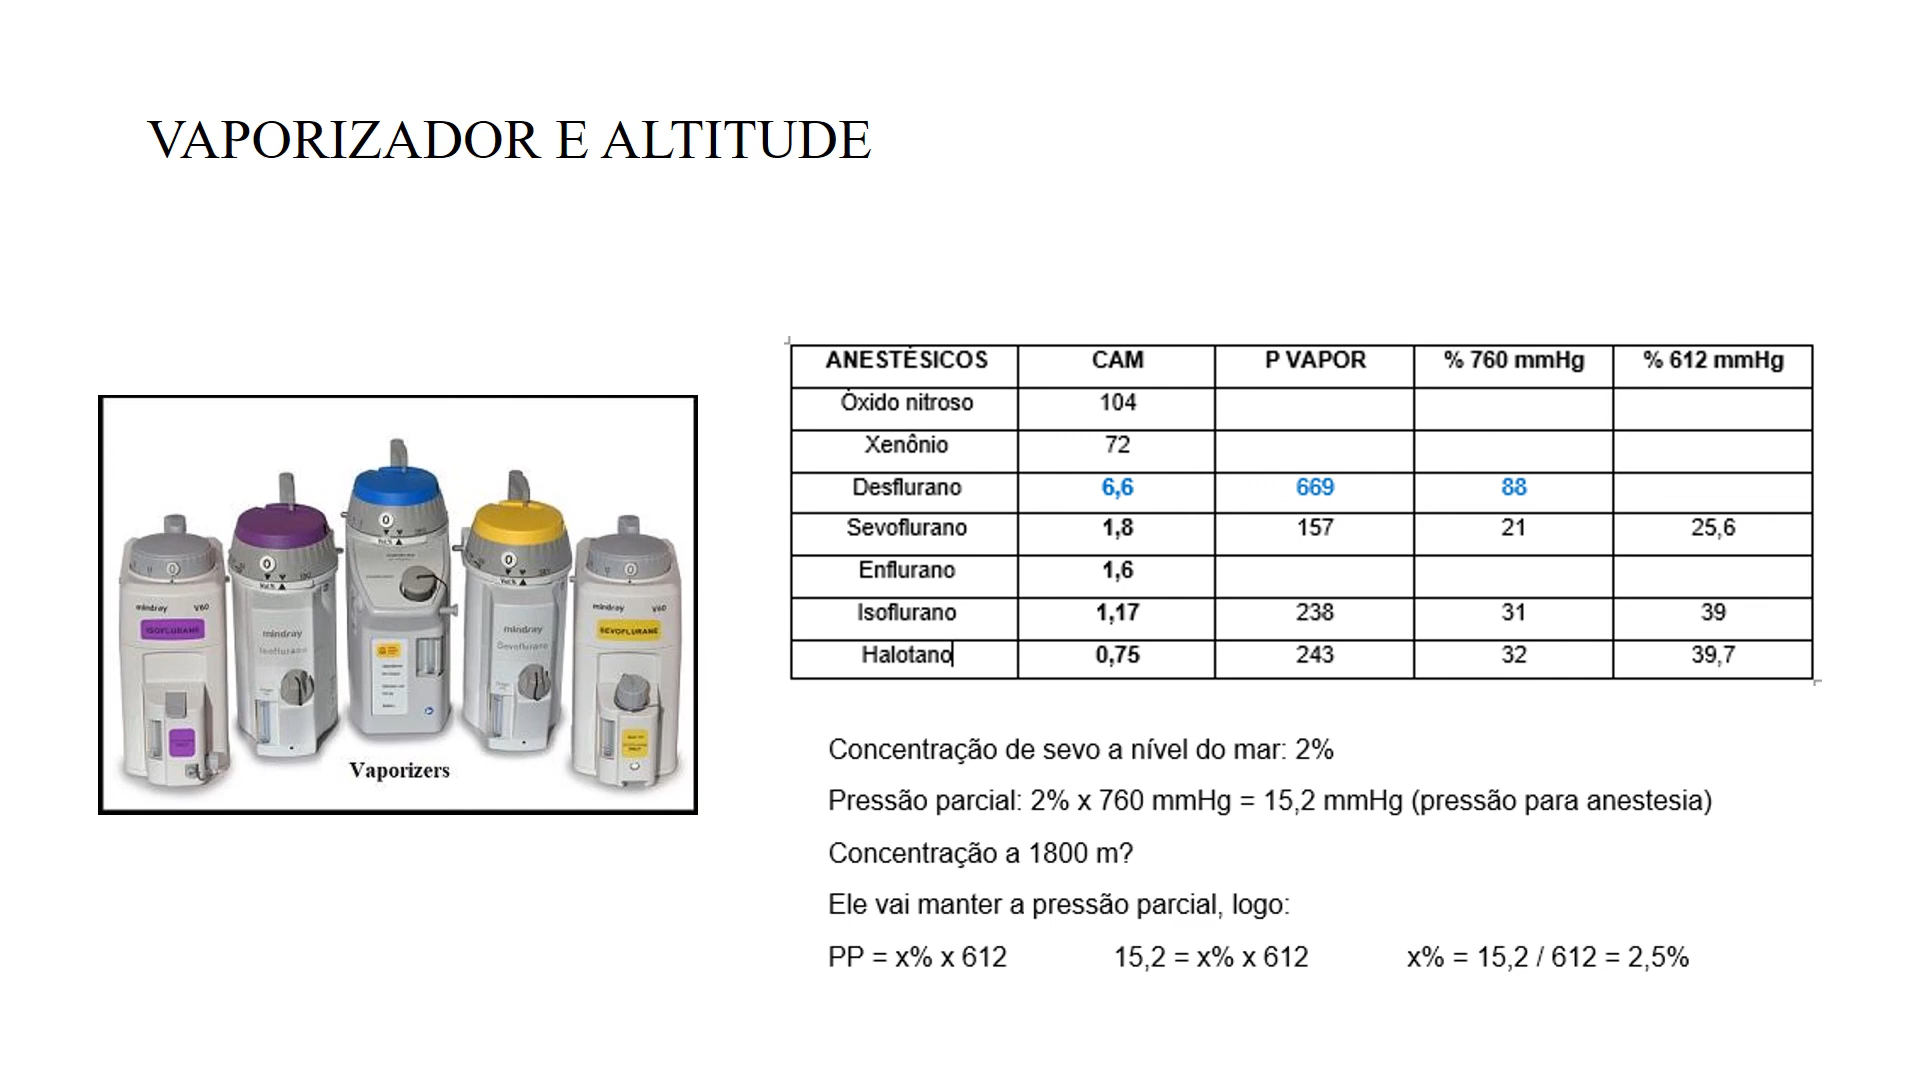 VAPORIZADOR E ALTITUDE
ANESTÉSICOS CAM P VAPOR % 760 mmHg % 612 mmHg
Óxido nitroso 104
Xenônio 72
Desflurano 6,6 669 88
Sevoflurano 1,8 157 21 25,6
Enflurano 1,6
Isoflurano 1,17 238 31 39
Halotano 0,75 243 32 39,7
mindray V60
ISOFLURANE
mindray
Isoflurane
mindray
Sevoflurane
mindray V60
SEVOFLURANE
Vaporizers
Concentração de sevo a nível do mar: 2%
Pressão parcial: 2% x 760 mmHg = 15,2 mmHg (pressão para anestesia)
Concentração a 1800 m?
Ele vai manter a pressão parcial, logo:
PP = x% x 612 15,2 = x% x 612 x% = 15,2 / 612 = 2,5%